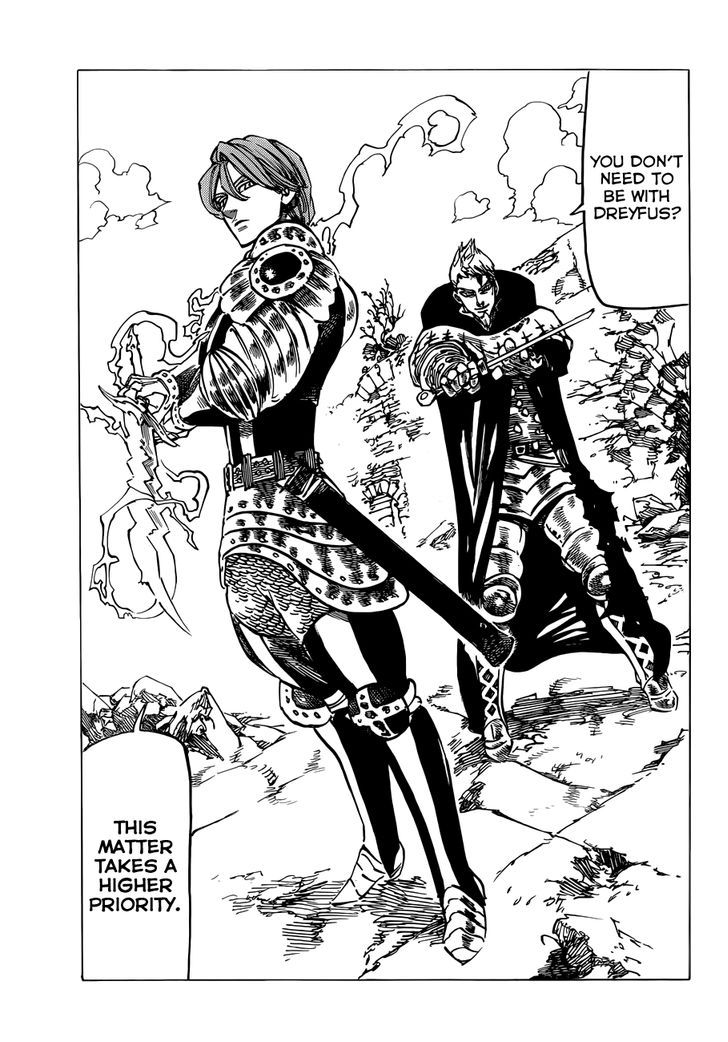 YOU DON'T
NEED TO
BE WITH
DREYFUS?
THIS
MATTER
TAKES A
HIGHER
PRIORITY.